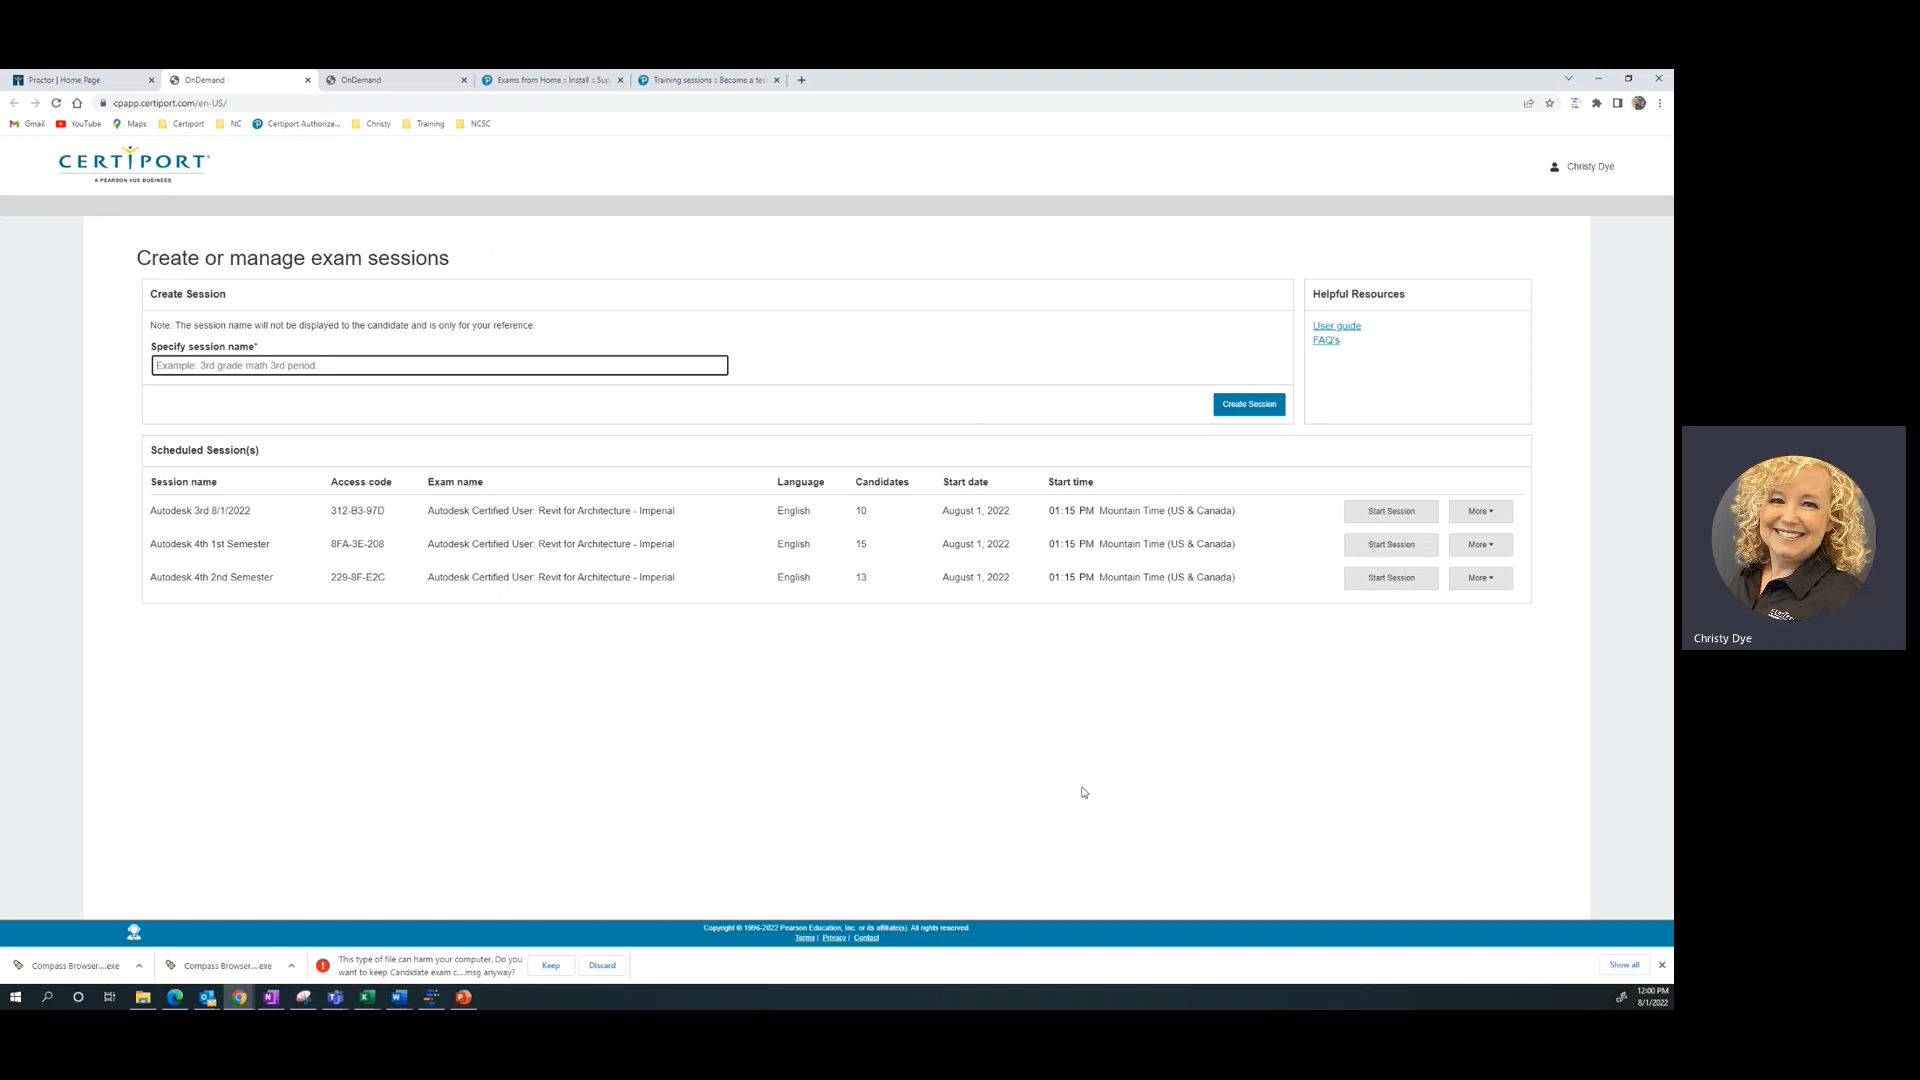 Proctor | Home Page
OnDemand
OnDemand
Exams from Home :: Install :: Sup
Training sessions :: Become a tes
cpapp.certiport.com/en-US/
Gmail
YouTube
Maps
Certiport
NC
Certiport Authorize...
Christy
Training
NCSC
CERTIPORT
A PEARSON VUE BUSINESS
Christy Dye
Create or manage exam sessions
Create Session
Note. The session name will not be displayed to the candidate and is only for your reference.
Specify session name*
Example: 3rd grade math 3rd period.
Create Session
Helpful Resources
User guide
FAQ's
Scheduled Session(s)
Session name Access code Exam name Language Candidates Start date Start time
Autodesk 3rd 8/1/2022 312-B3-97D Autodesk Certified User: Revit for Architecture - Imperial English 10 August 1, 2022 01:15 PM Mountain Time (US & Canada) Start Session More
Autodesk 4th 1st Semester 8FA-3E-208 Autodesk Certified User: Revit for Architecture - Imperial English 15 August 1, 2022 01:15 PM Mountain Time (US & Canada) Start Session More
Autodesk 4th 2nd Semester 229-8F-E2C Autodesk Certified User: Revit for Architecture - Imperial English 13 August 1, 2022 01:15 PM Mountain Time (US & Canada) Start Session More
Christy Dye
Copyright © 1996-2022 Pearson Education, Inc. or its affiliate(s). All rights reserved.
Terms | Privacy | Contact
Compass Browser....exe
Compass Browser....exe
This type of file can harm your computer. Do you
want to keep Candidate exam c....msg anyway?
Keep
Discard
Show all
12:00 PM
8/1/2022